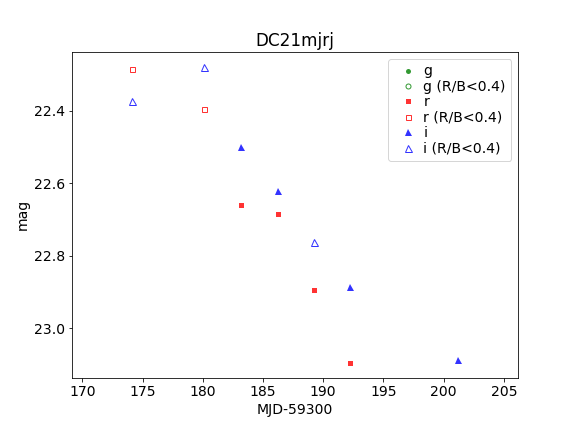 DC21mjrj
g
g (R/B<0.4)
r
r (R/B<0.4)
i
i (R/B<0.4)
mag
22.4
22.6
22.8
23.0
170 175 180 185 190 195 200 205
MJD-59300